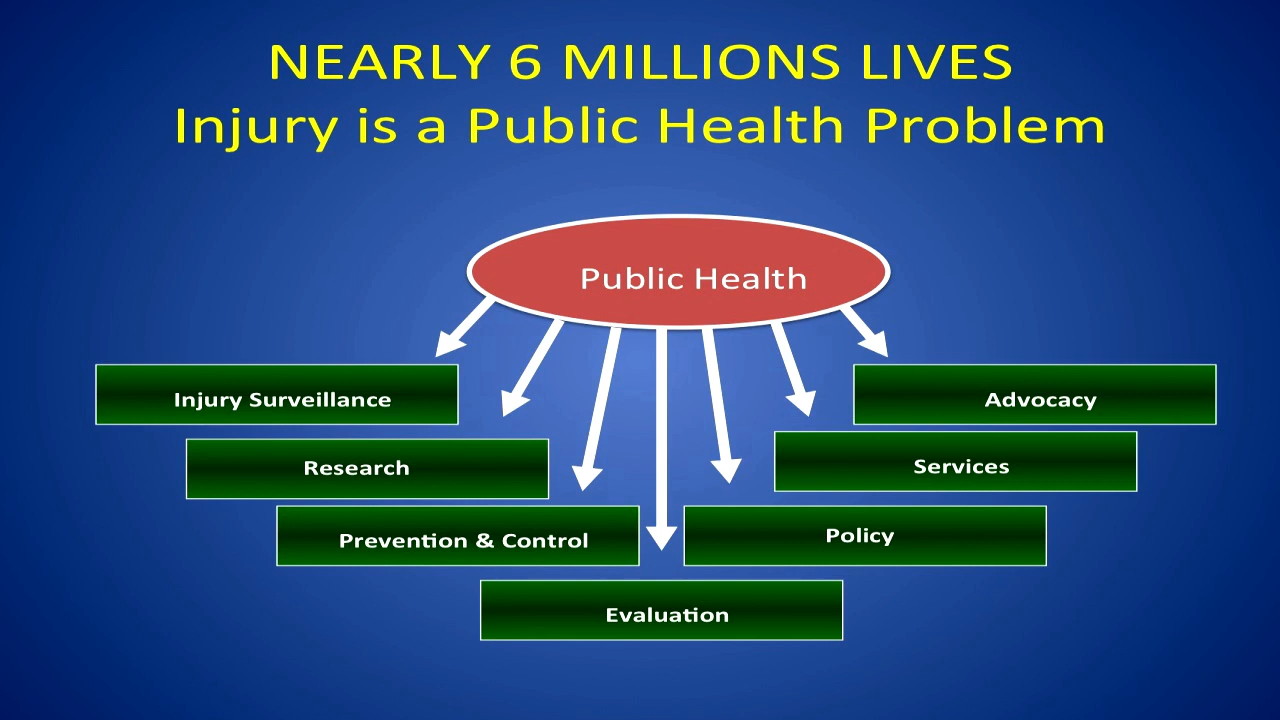 NEARLY 6 MILLIONS LIVES
Injury is a Public Health Problem
Public Health
Injury Surveillance
Advocacy
Research
Services
Prevention & Control
Policy
Evaluation